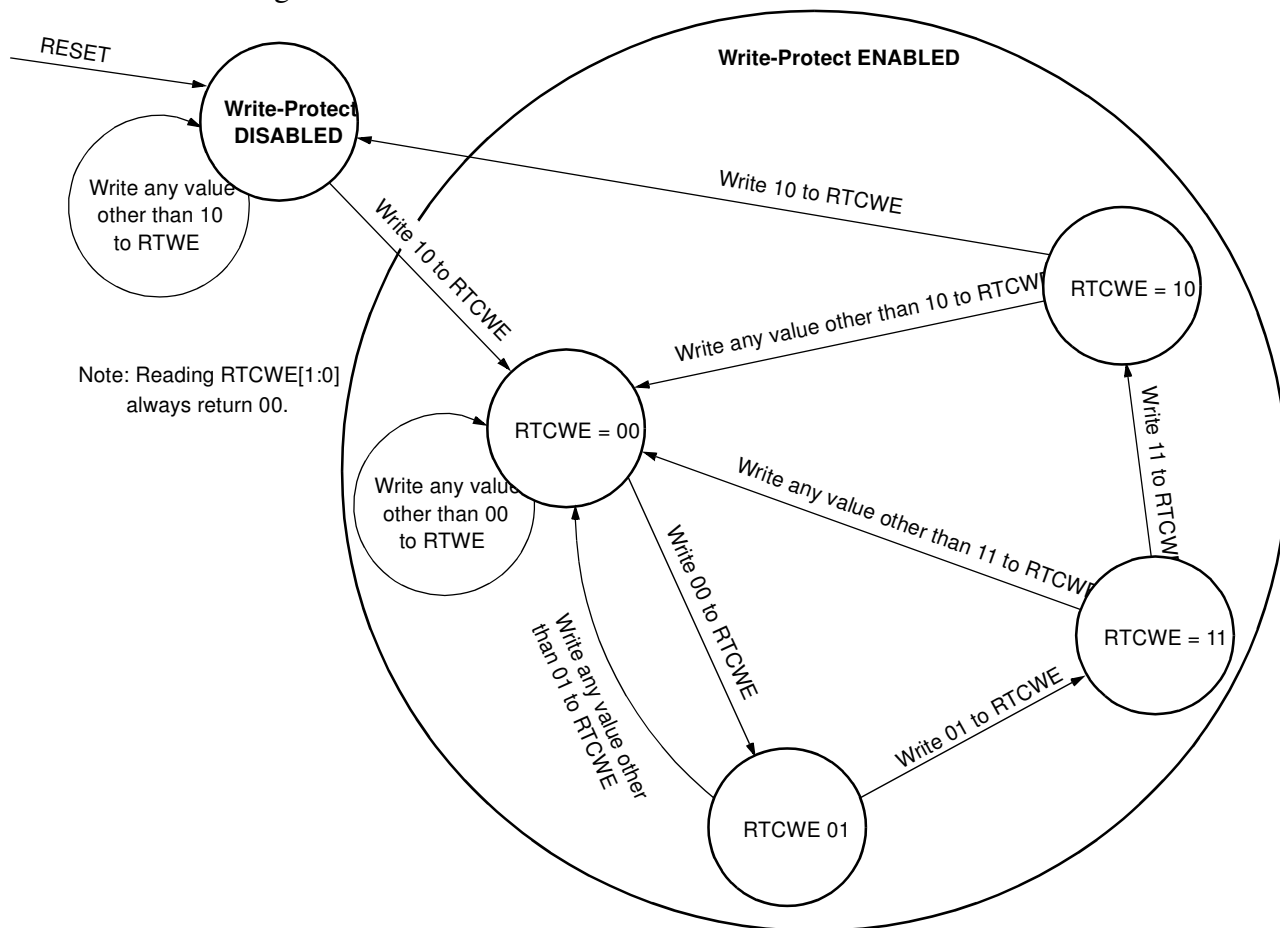 RESET
Write-Protect ENABLED
Write-Protect
DISABLED
Write any value
other than 10
to RTWE
Write 10 to RTCWE
Write 10 to RTCWE
Write any value other than 10 to RTCWE
RTCWE = 10
Note: Reading RTCWE[1:0]
always return 00.
RTCWE = 00
Write any value
other than 00
to RTWE
Write any value other than 11 to RTCWE
Write 11 to RTCWE
Write 00 to RTCWE
Write any value other
than 01 to RTCWE
RTCWE = 11
Write 01 to RTCWE
RTCWE 01